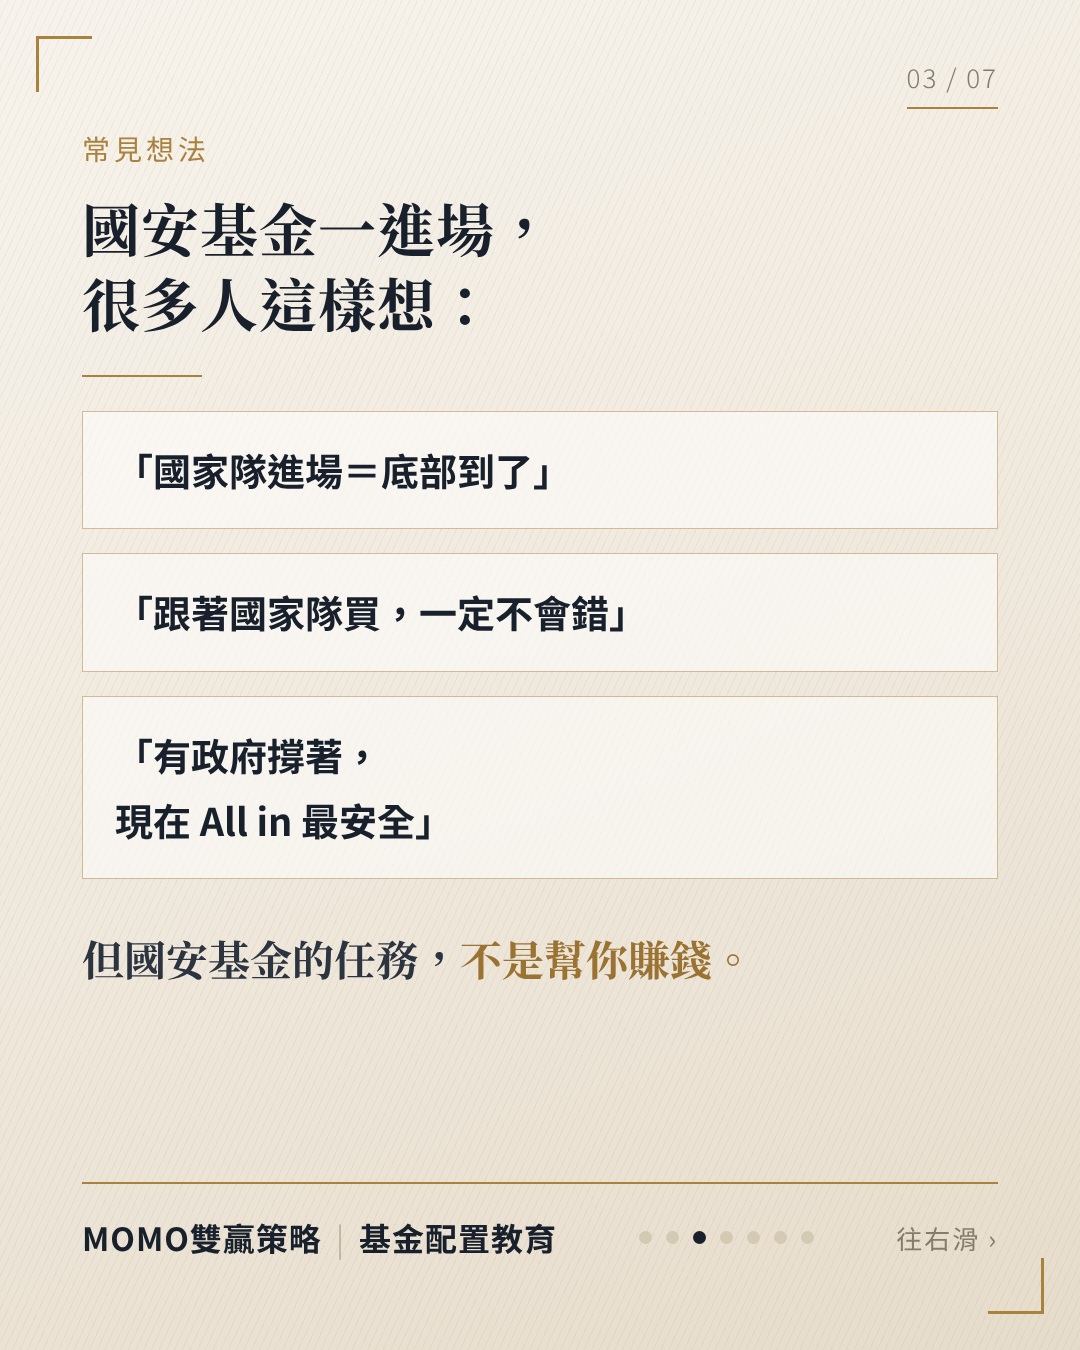 03 / 07
常見想法
國安基金一進場，
很多人這樣想：
「國家隊進場＝底部到了」
「跟著國家隊買，一定不會錯」
「有政府撐著，
現在 All in 最安全」
但國安基金的任務，不是幫你賺錢。
MOMO雙贏策略｜基金配置教育
往右滑 ›